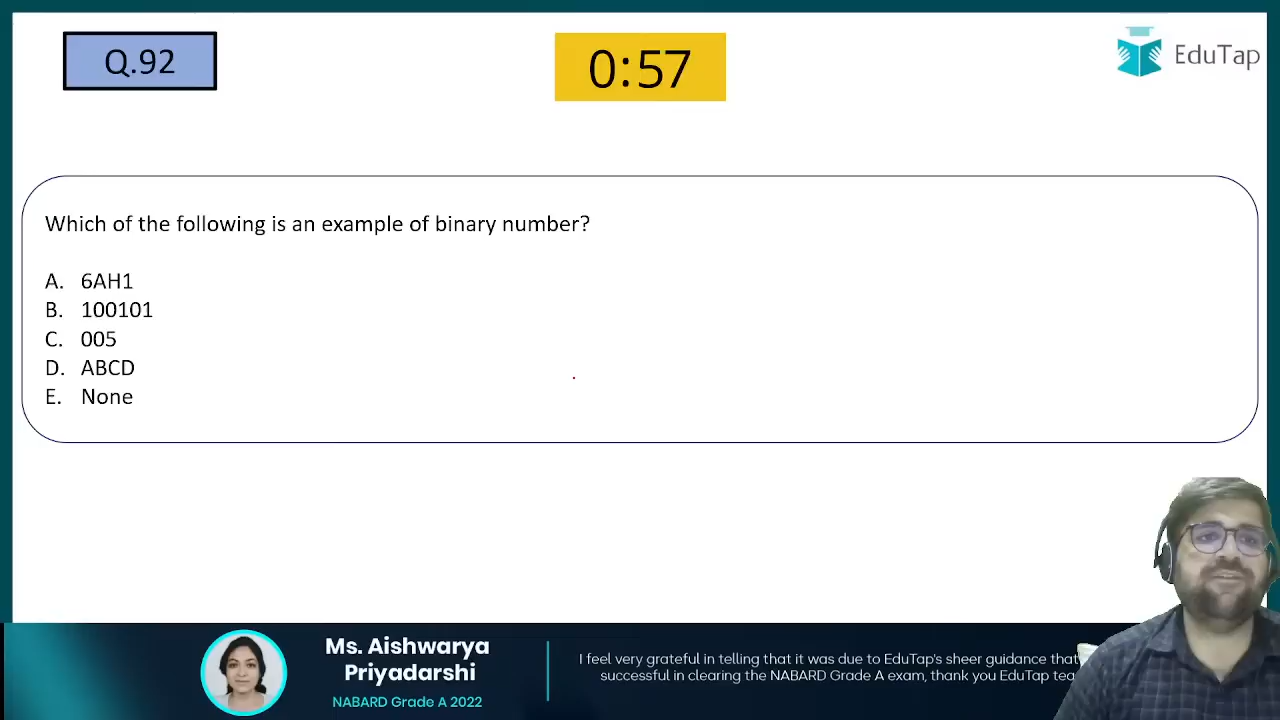 Q.92
0:57
EduTap
Which of the following is an example of binary number?
A. 6AH1
B. 100101
C. 005
D. ABCD
E. None
Ms. Aishwarya
Priyadarshi
NABARD Grade A 2022
I feel very grateful in telling that it was due to EduTap's sheer guidance that
successful in clearing the NABARD Grade A exam, thank you EduTap